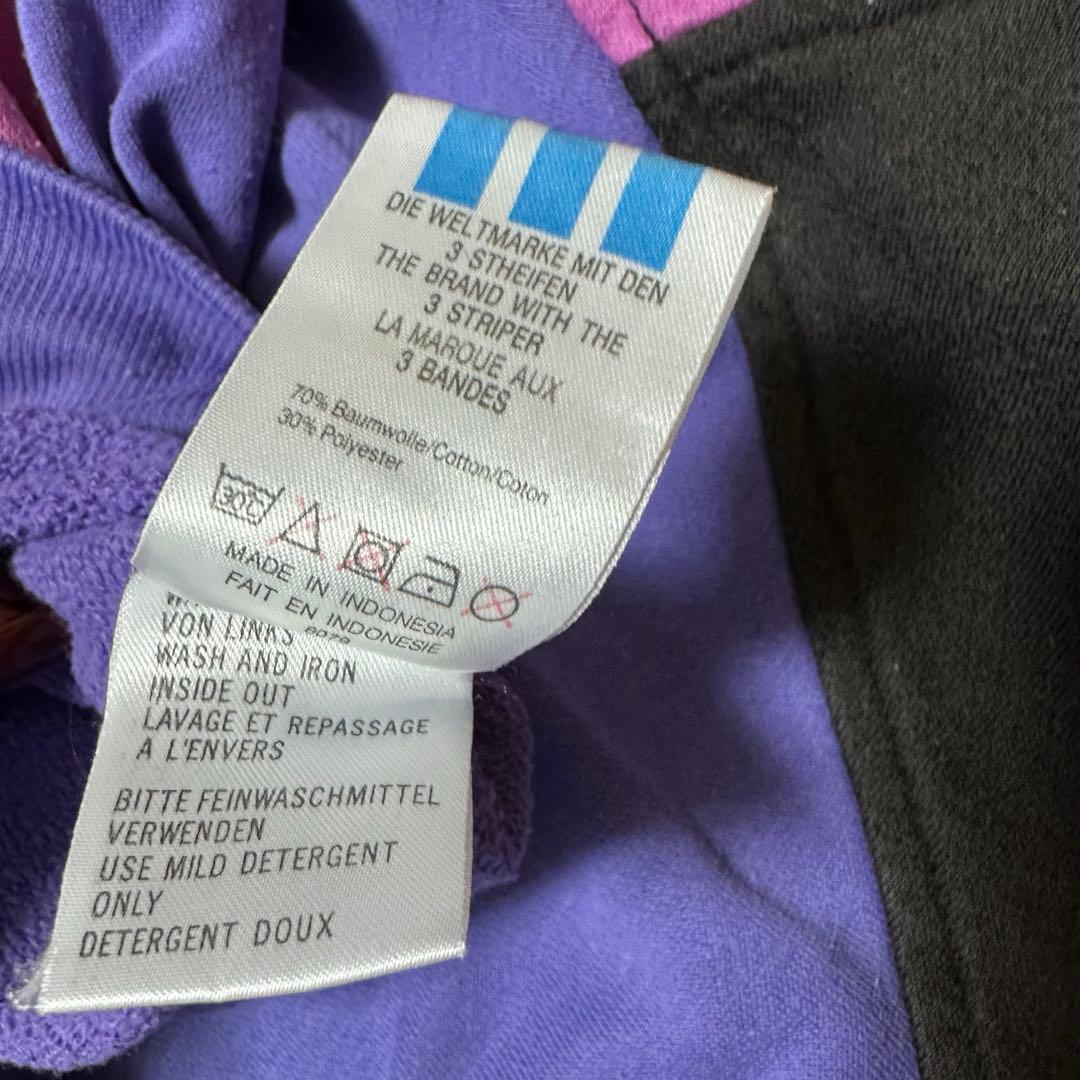 DIE WELTMARKE MIT DEN
3 STHEIFEN
THE BRAND WITH THE
3 STRIPER
LA MAROUE AUX
3 BANDES
70% Baumwolle/Cotton/Coton
30% Polyester
30C
MADE IN INDONESIA
FAIT EN INDONESIE
VON LINKS
WASH AND IRON
INSIDE OUT
LAVAGE ET REPASSAGE
A L'ENVERS
BITTE FEINWASCHMITTEL
VERWENDEN
USE MILD DETERGENT
ONLY
DETERGENT DOUX